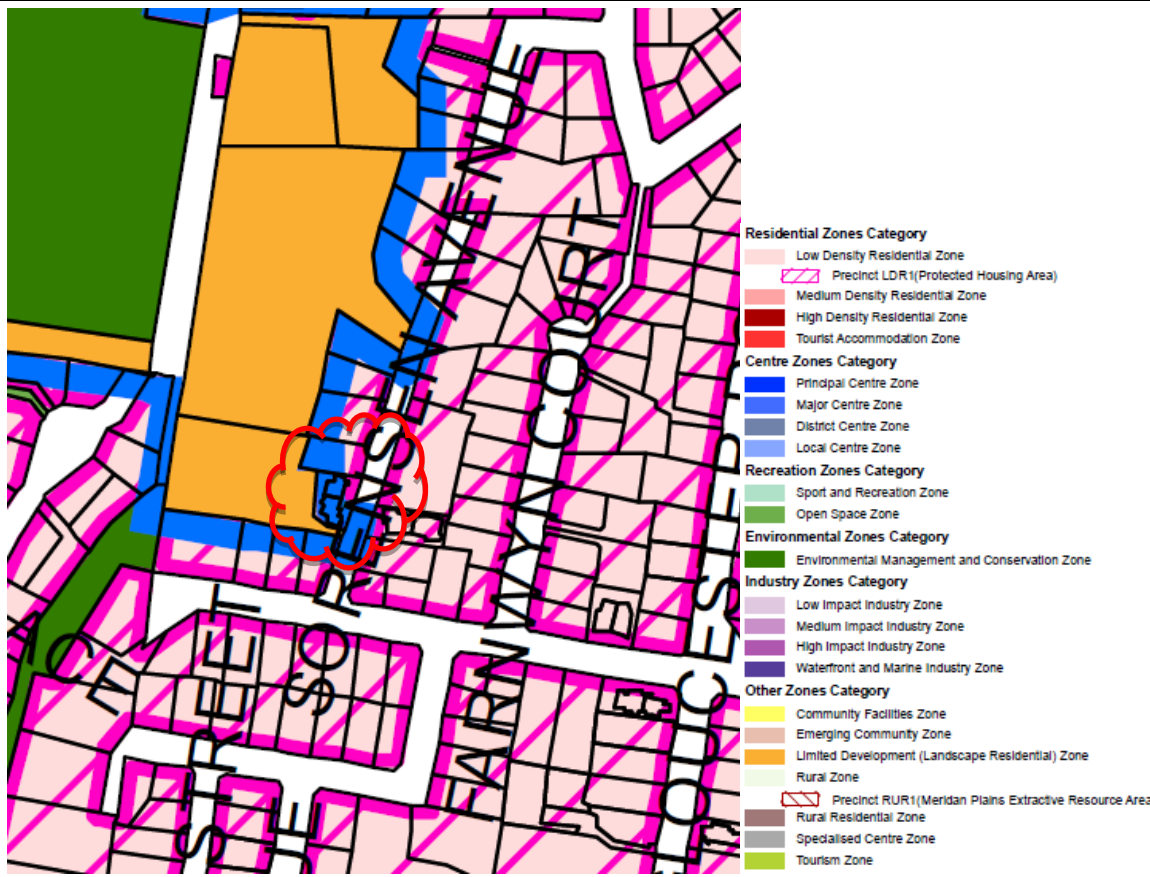 SORRENSEN AVENUE
FARNWYN COURT
STREET
Residential Zones Category
Low Density Residential Zone
Precinct LDR1(Protected Housing Area)
Medium Density Residential Zone
High Density Residential Zone
Tourist Accommodation Zone
Centre Zones Category
Principal Centre Zone
Major Centre Zone
District Centre Zone
Local Centre Zone
Recreation Zones Category
Sport and Recreation Zone
Open Space Zone
Environmental Zones Category
Environmental Management and Conservation Zone
Industry Zones Category
Low Impact Industry Zone
Medium Impact Industry Zone
High Impact Industry Zone
Waterfront and Marine Industry Zone
Other Zones Category
Community Facilities Zone
Emerging Community Zone
Limited Development (Landscape Residential) Zone
Rural Zone
Precinct RUR1(Meridan Plains Extractive Resource Area
Rural Residential Zone
Specialised Centre Zone
Tourism Zone